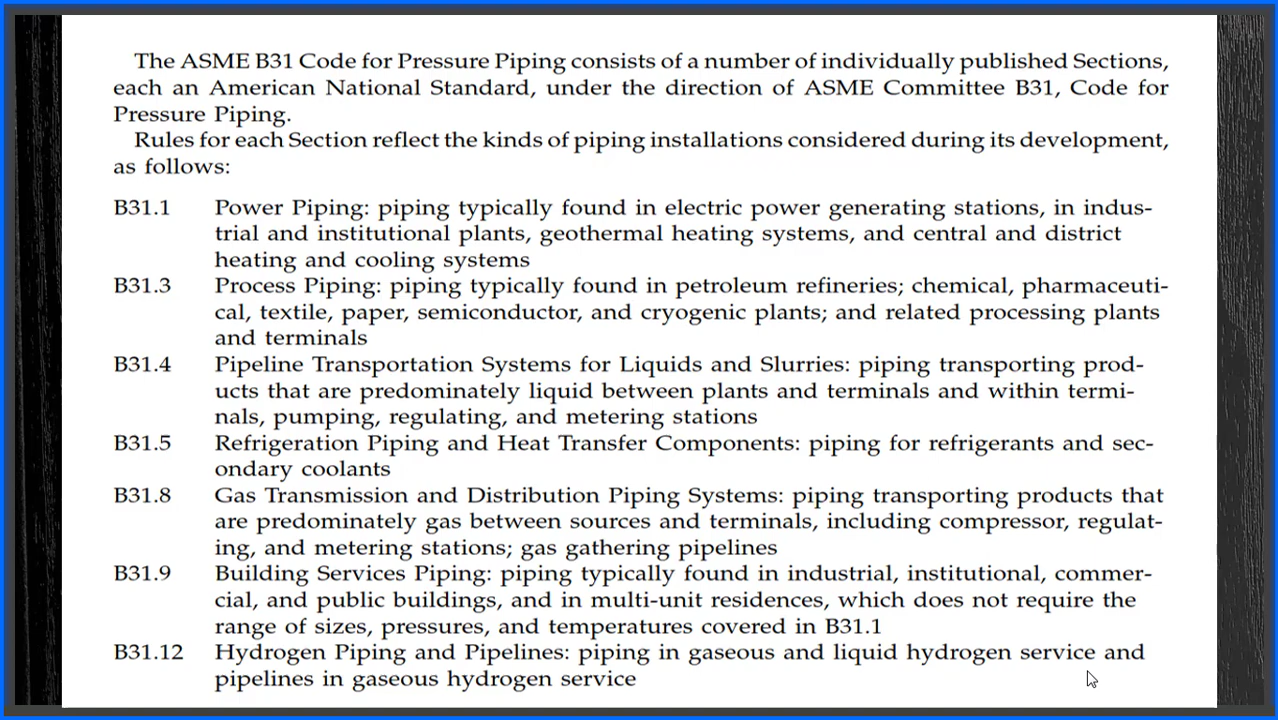 The ASME B31 Code for Pressure Piping consists of a number of individually published Sections,
each an American National Standard, under the direction of ASME Committee B31, Code for
Pressure Piping.
Rules for each Section reflect the kinds of piping installations considered during its development,
as follows:
B31.1 Power Piping: piping typically found in electric power generating stations, in indus-
trial and institutional plants, geothermal heating systems, and central and district
heating and cooling systems
B31.3 Process Piping: piping typically found in petroleum refineries; chemical, pharmaceuti-
cal, textile, paper, semiconductor, and cryogenic plants; and related processing plants
and terminals
B31.4 Pipeline Transportation Systems for Liquids and Slurries: piping transporting prod-
ucts that are predominately liquid between plants and terminals and within termi-
nals, pumping, regulating, and metering stations
B31.5 Refrigeration Piping and Heat Transfer Components: piping for refrigerants and sec-
ondary coolants
B31.8 Gas Transmission and Distribution Piping Systems: piping transporting products that
are predominately gas between sources and terminals, including compressor, regulat-
ing, and metering stations; gas gathering pipelines
B31.9 Building Services Piping: piping typically found in industrial, institutional, commer-
cial, and public buildings, and in multi-unit residences, which does not require the
range of sizes, pressures, and temperatures covered in B31.1
B31.12 Hydrogen Piping and Pipelines: piping in gaseous and liquid hydrogen service and
pipelines in gaseous hydrogen service